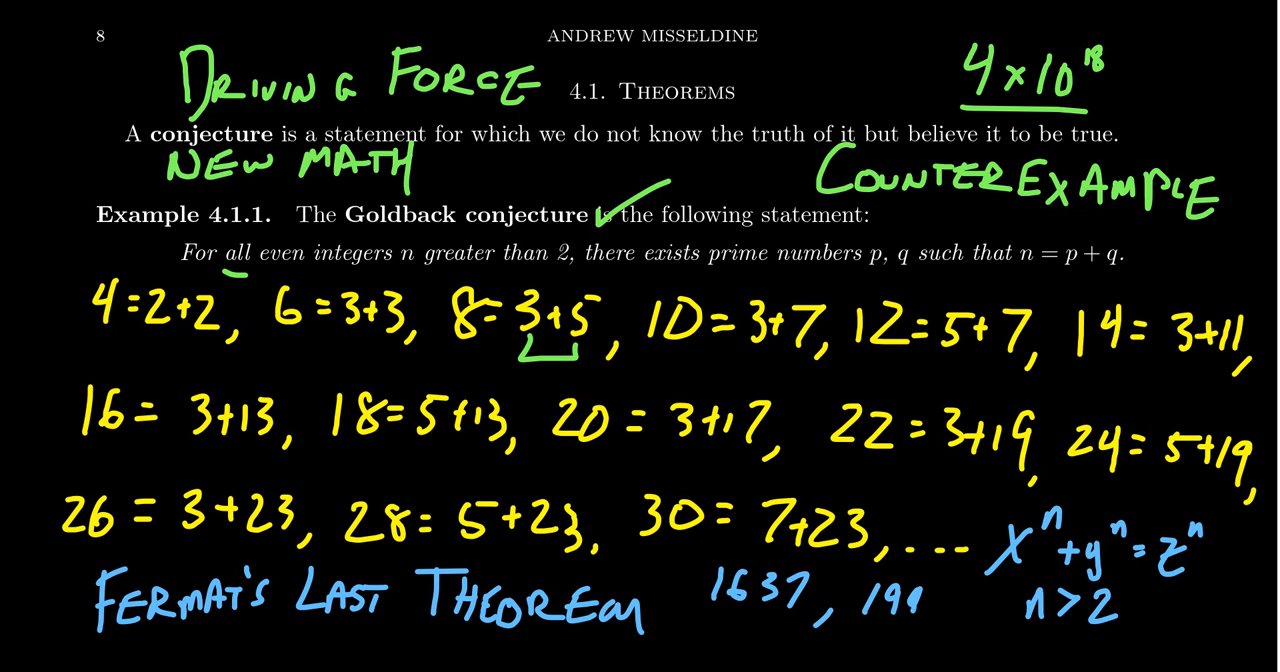 8 ANDREW MISSELDINE
DRIVING FORCE 4×10¹⁸
4.1. THEOREMS
A conjecture is a statement for which we do not know the truth of it but believe it to be true.
NEW MATH COUNTEREXAMPLE
Example 4.1.1. The Goldback conjecture is the following statement:
For all even integers n greater than 2, there exists prime numbers p, q such that n = p + q.
4=2+2, 6=3+3, 8=3+5, 10=3+7, 12=5+7, 14=3+11,
16=3+13, 18=5+13, 20=3+17, 22=3+19, 24=5+19,
26=3+23, 28=5+23, 30=7+23, ...
xⁿ+yⁿ=zⁿ
FERMAT'S LAST THEOREM 1637, 199 n>2